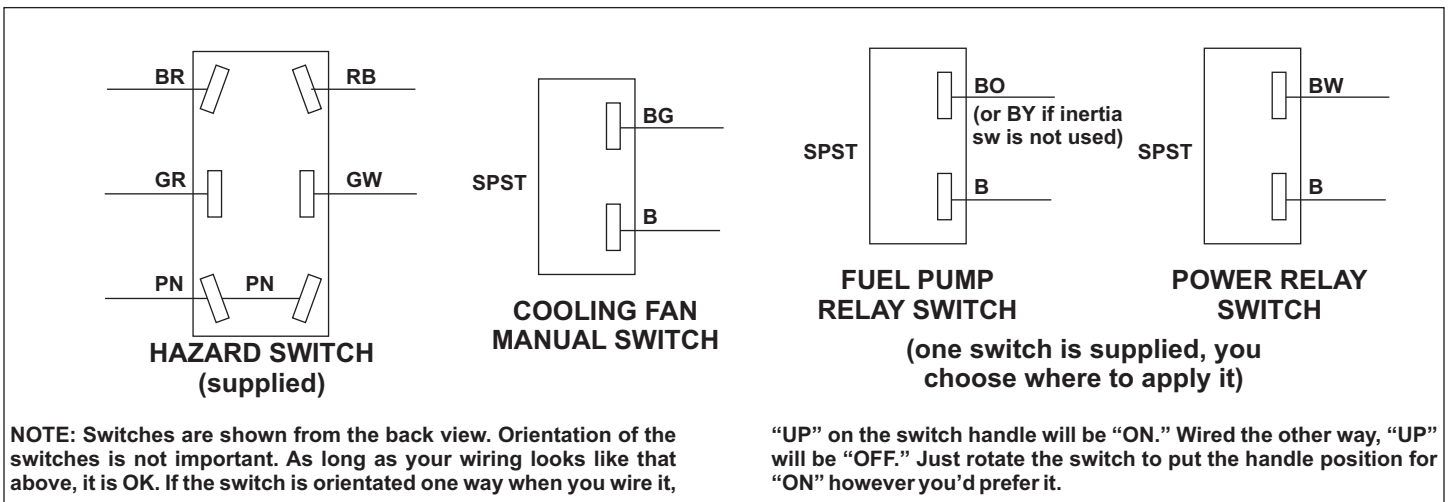 BR RB
GR GW
PN PN
HAZARD SWITCH
(supplied)
SPST
BG
B
COOLING FAN
MANUAL SWITCH
SPST
BO
(or BY if inertia
sw is not used)
B
FUEL PUMP
RELAY SWITCH
SPST
BW
B
POWER RELAY
SWITCH
(one switch is supplied, you
choose where to apply it)
NOTE: Switches are shown from the back view. Orientation of the
switches is not important. As long as your wiring looks like that
above, it is OK. If the switch is orientated one way when you wire it,
“UP” on the switch handle will be “ON.” Wired the other way, “UP”
will be “OFF.” Just rotate the switch to put the handle position for
“ON” however you’d prefer it.